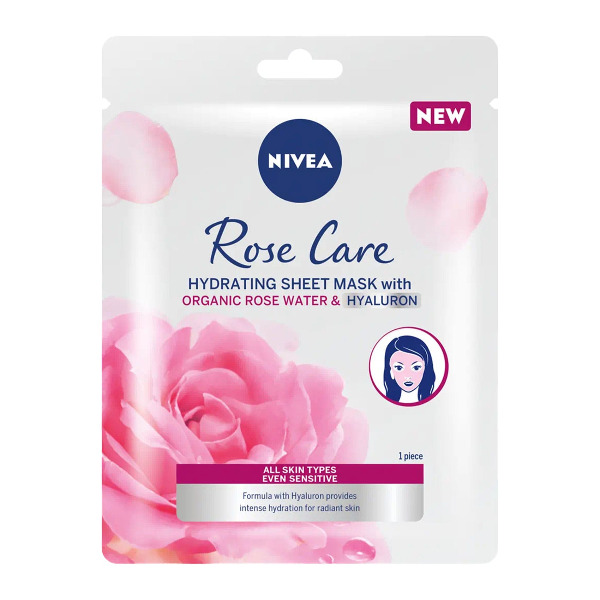 NEW
NIVEA
Rose Care
HYDRATING SHEET MASK with
ORGANIC ROSE WATER & HYALURON
1 piece
ALL SKIN TYPES
EVEN SENSITIVE
Formula with Hyaluron provides
intense hydration for radiant skin